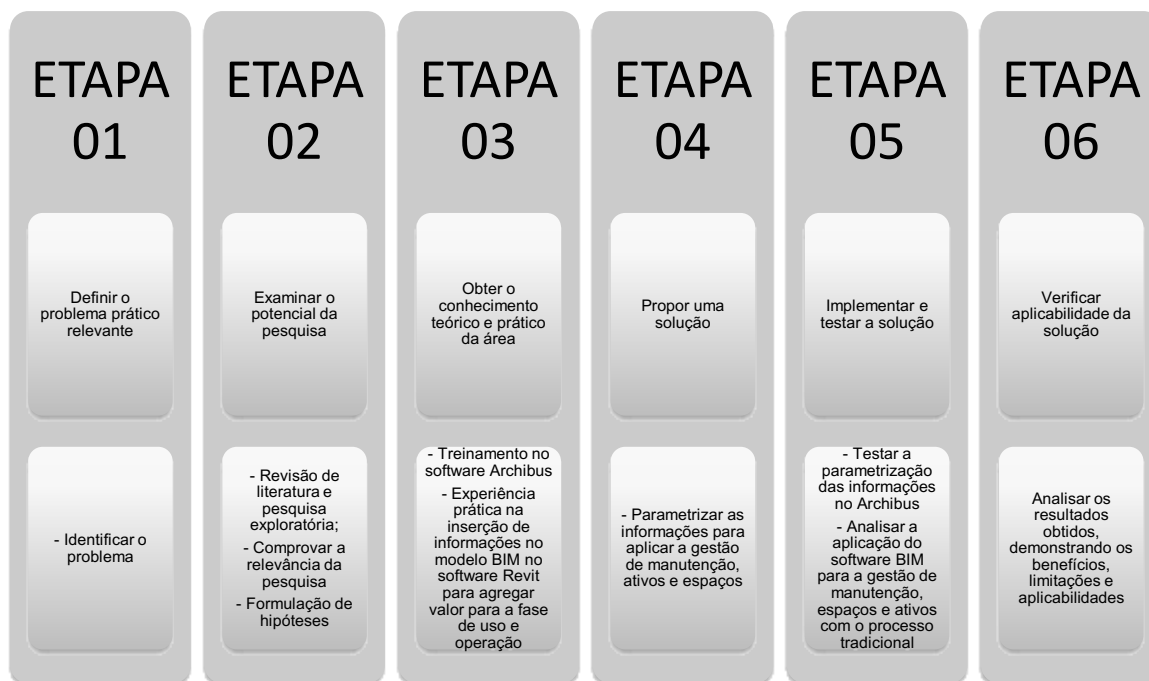 ETAPA
01
Definir o
problema prático
relevante
- Identificar o
problema
ETAPA
02
Examinar o
potencial da
pesquisa
- Revisão de
literatura e
pesquisa
exploratória;
- Comprovar a
relevância da
pesquisa
- Formulação de
hipóteses
ETAPA
03
Obter o
conhecimento
teórico e prático
da área
- Treinamento no
software Archibus
- Experiência
prática na
inserção de
informações no
modelo BIM no
software Revit
para agregar
valor para a fase
de uso e
operação
ETAPA
04
Propor uma
solução
- Parametrizar as
informações para
aplicar a gestão
de manutenção,
ativos e espaços
ETAPA
05
Implementar e
testar a solução
- Testar a
parametrização
das informações
no Archibus
- Analisar a
aplicação do
software BIM
para a gestão de
manutenção,
espaços e ativos
com o processo
tradicional
ETAPA
06
Verificar
aplicabilidade da
solução
Analisar os
resultados
obtidos,
demonstrando os
benefícios,
limitações e
aplicabilidades